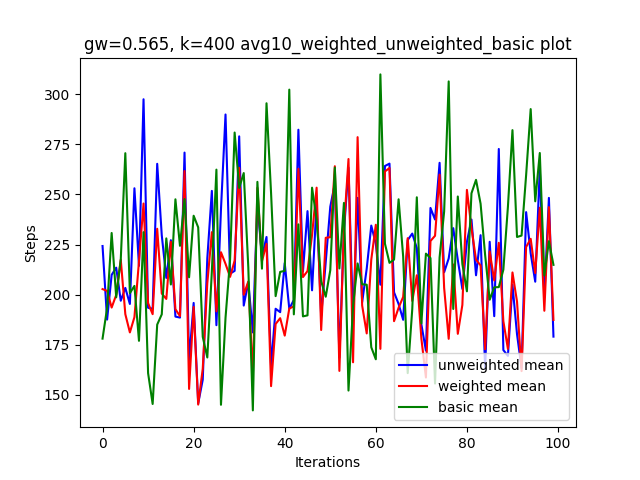 gw=0.565, k=400 avg10_weighted_unweighted_basic plot
300
275
250
225
200
175
150
Steps
0
20
40
60
80
100
Iterations
unweighted mean
weighted mean
basic mean